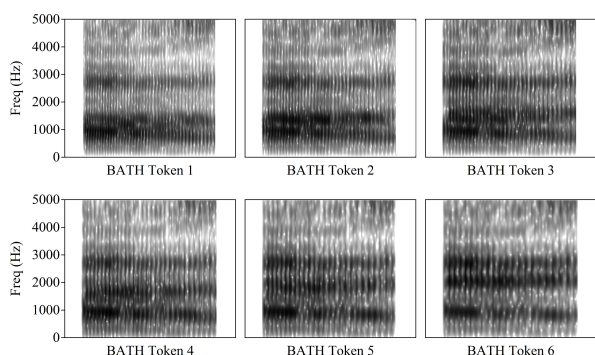 5000
4000
3000
2000
1000
0
Freq (Hz)
BATH Token 1
BATH Token 2
BATH Token 3
5000
4000
3000
2000
1000
0
Freq (Hz)
BATH Token 4
BATH Token 5
BATH Token 6